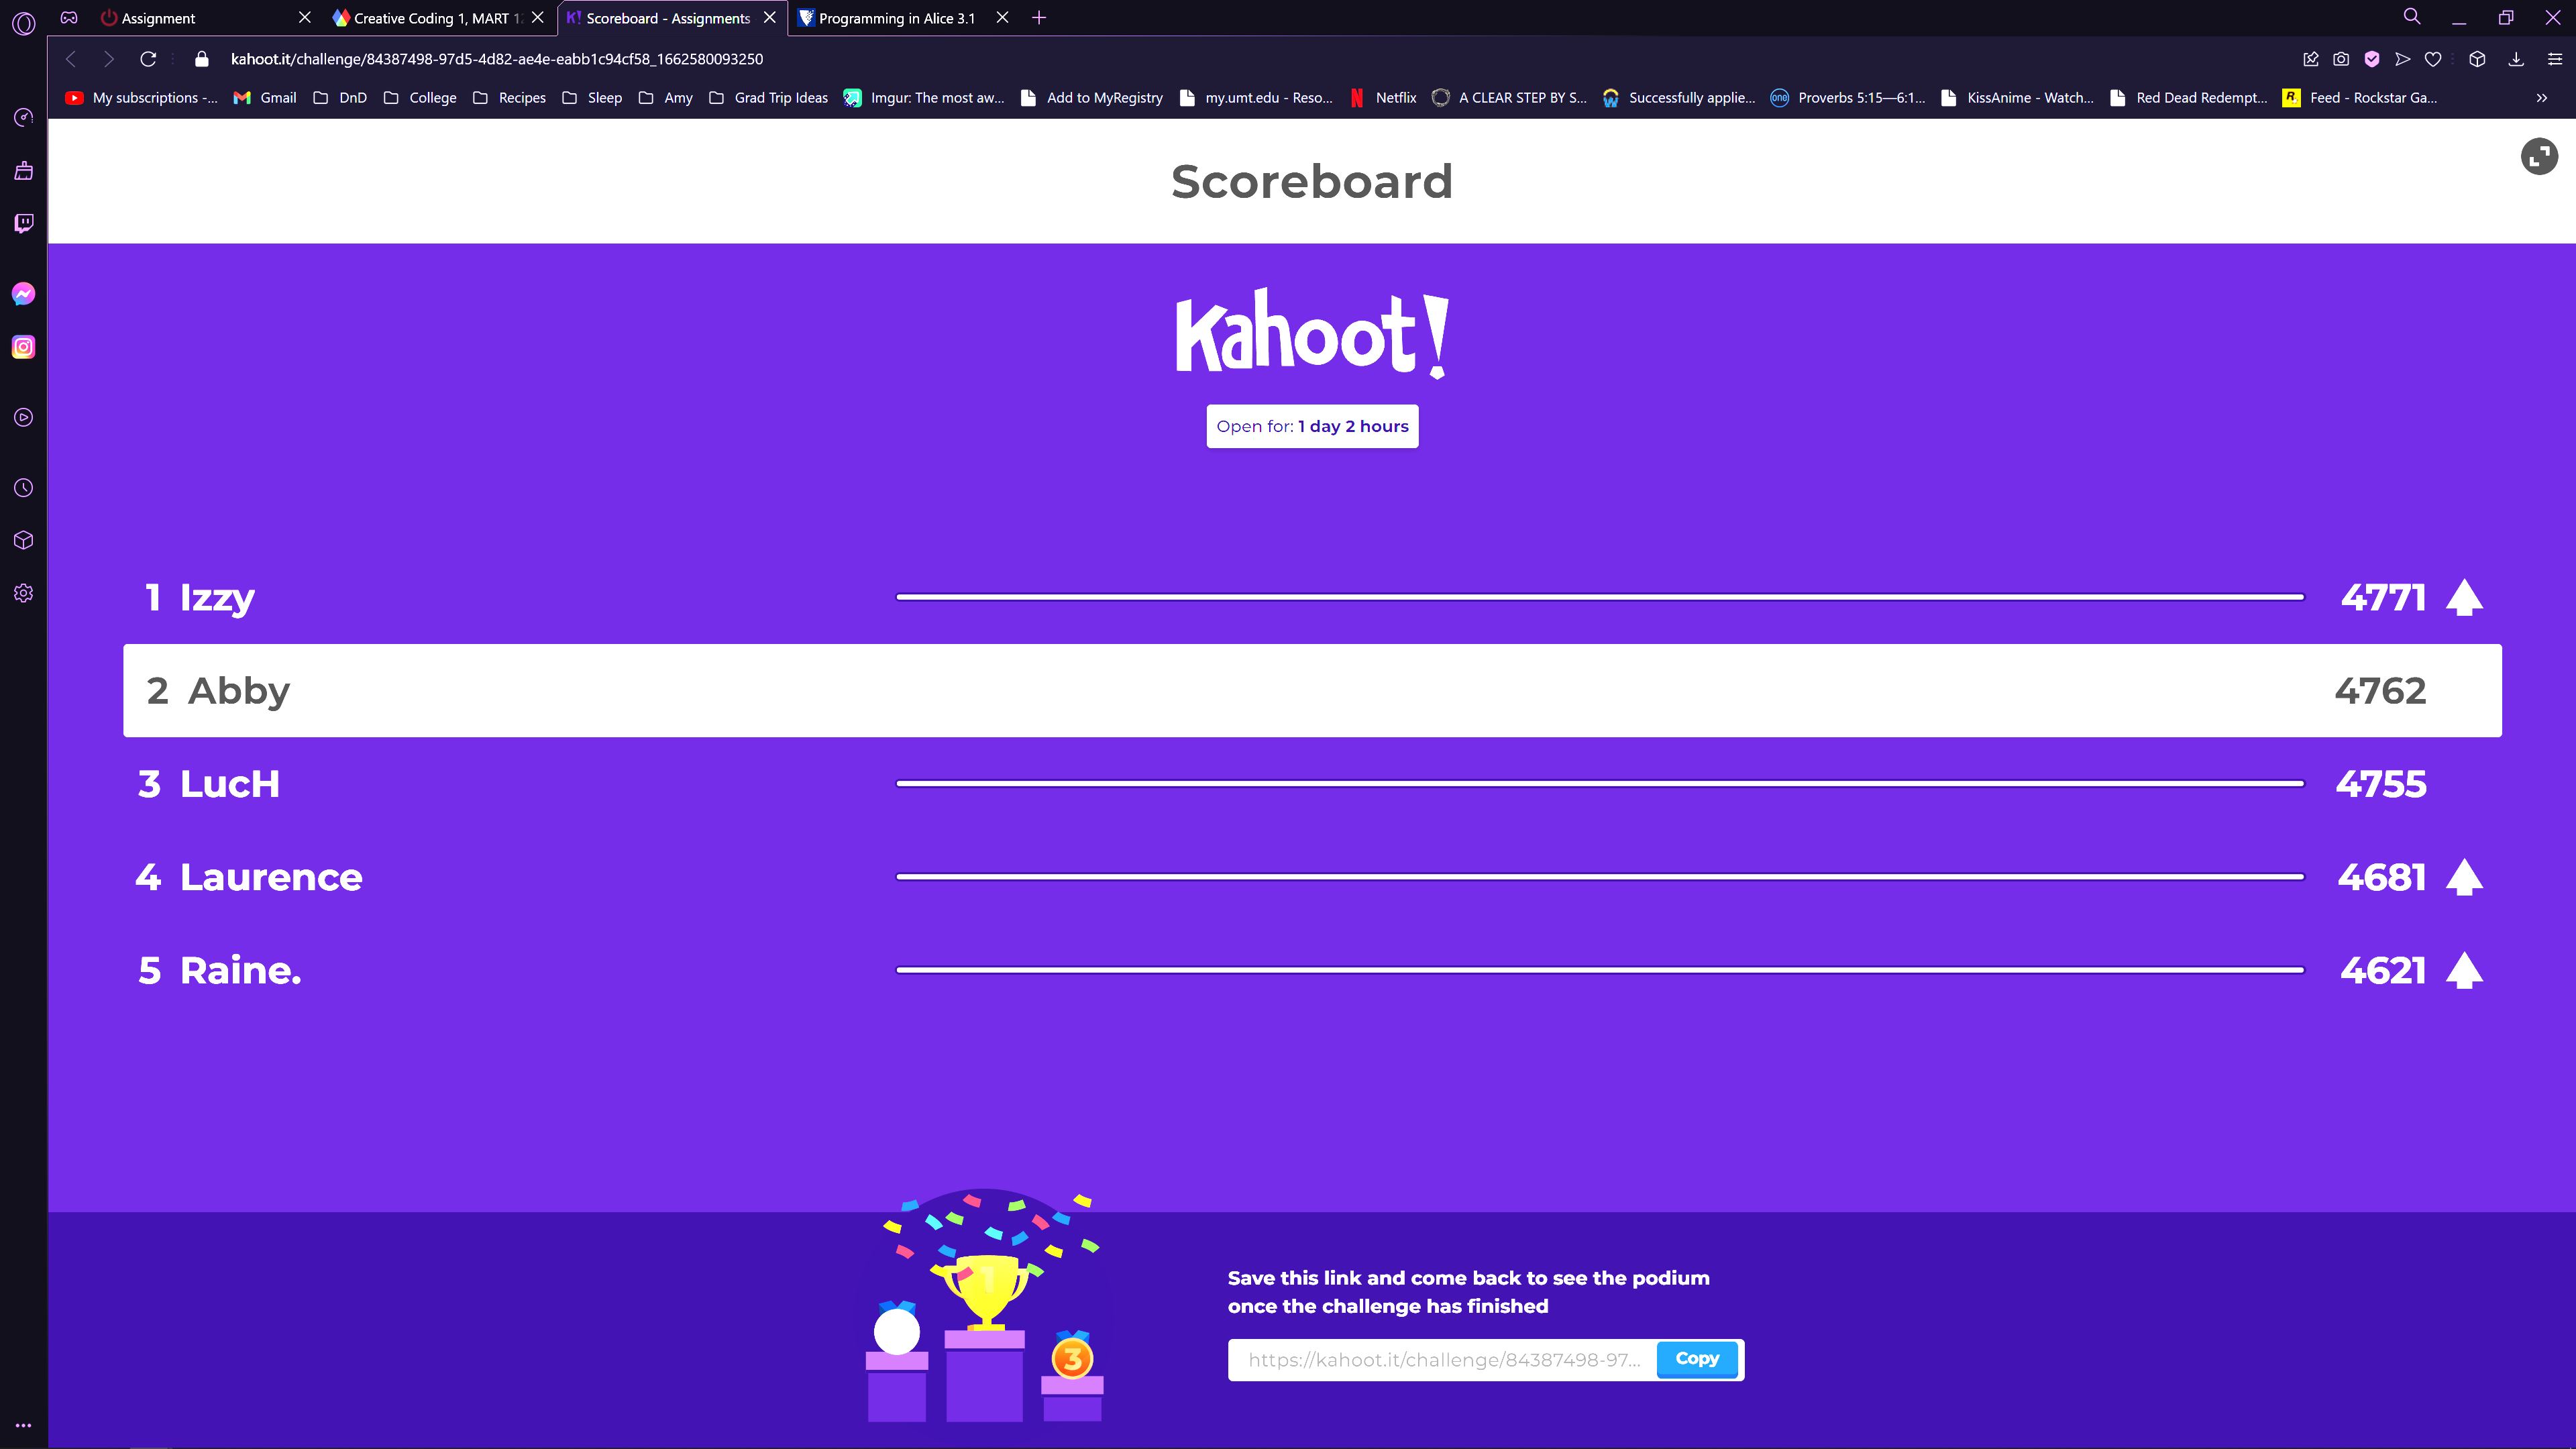 Assignment
Creative Coding 1, MART 1
Scoreboard - Assignments
Programming in Alice 3.1
kahoot.it/challenge/84387498-97d5-4d82-ae4e-eabb1c94cf58_1662580093250
My subscriptions -... Gmail DnD College Recipes Sleep Amy Grad Trip Ideas Imgur: The most aw... Add to MyRegistry my.umt.edu - Reso... Netflix A CLEAR STEP BY S... Successfully applie... Proverbs 5:15—6:1... KissAnime - Watch... Red Dead Redempt... Feed - Rockstar Ga...
Scoreboard
Kahoot!
Open for: 1 day 2 hours
1 Izzy 4771
2 Abby 4762
3 LucH 4755
4 Laurence 4681
5 Raine. 4621
1
3
Save this link and come back to see the podium
once the challenge has finished
https://kahoot.it/challenge/84387498-97... Copy